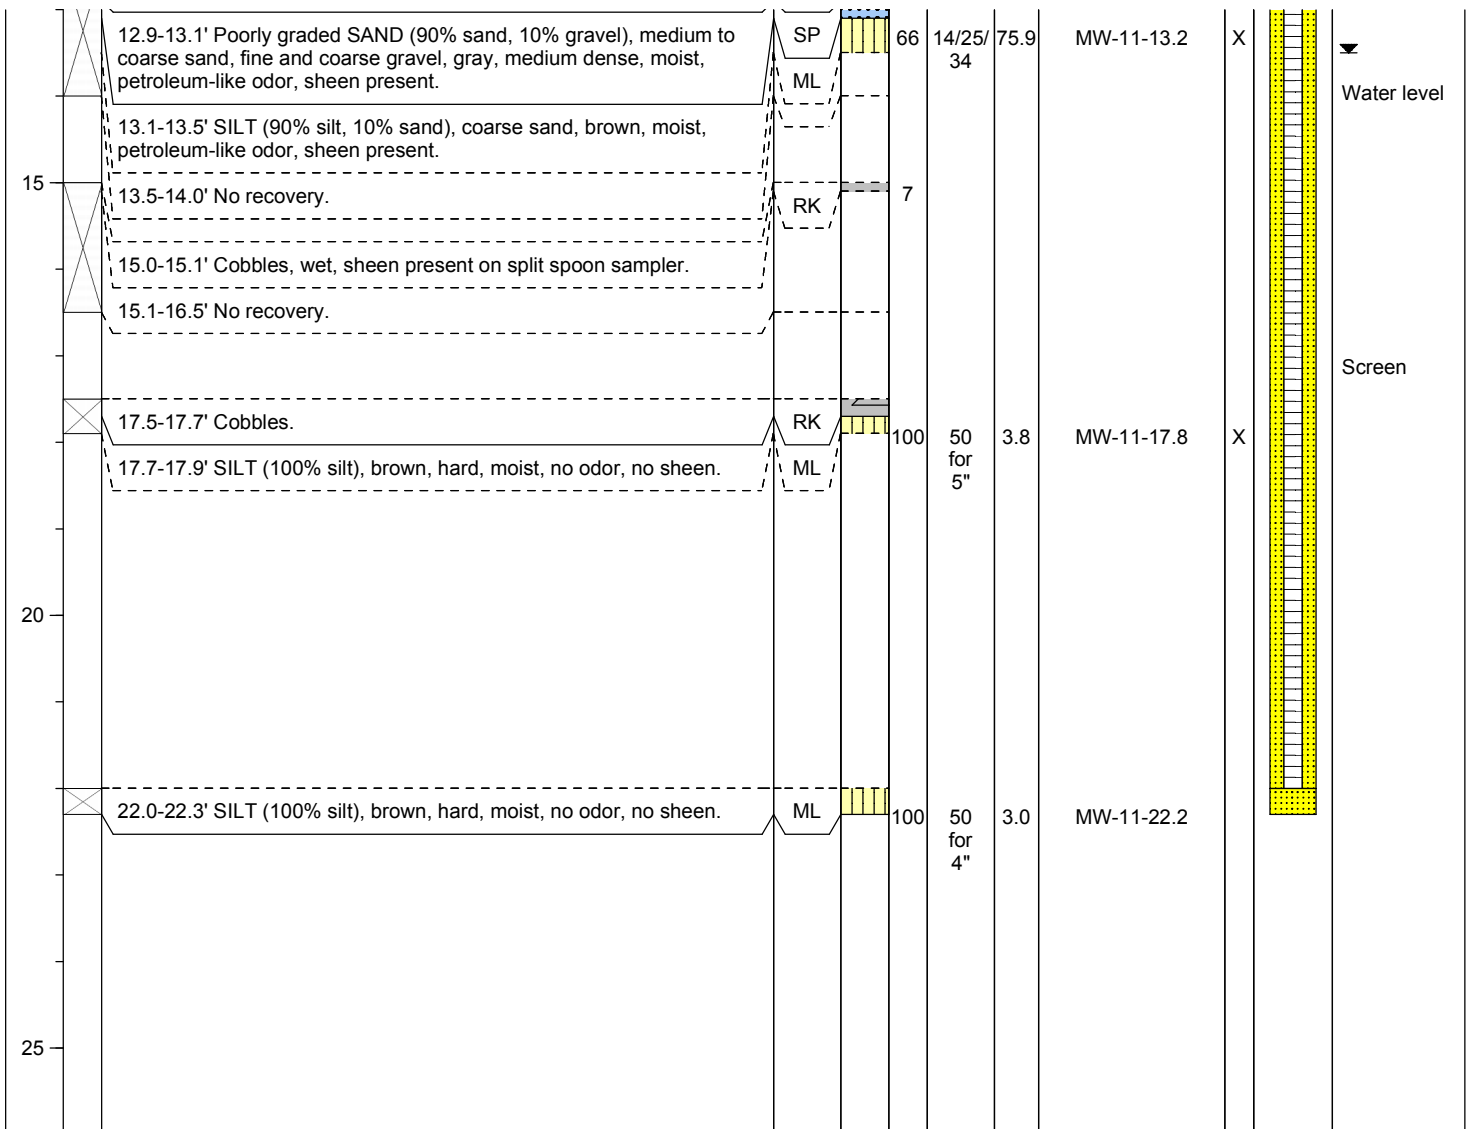 12.9-13.1' Poorly graded SAND (90% sand, 10% gravel), medium to
coarse sand, fine and coarse gravel, gray, medium dense, moist,
petroleum-like odor, sheen present.
SP
ML
66
14/25/
34
75.9
MW-11-13.2
X
Water level
13.1-13.5' SILT (90% silt, 10% sand), coarse sand, brown, moist,
petroleum-like odor, sheen present.
15
13.5-14.0' No recovery.
RK
7
15.0-15.1' Cobbles, wet, sheen present on split spoon sampler.
15.1-16.5' No recovery.
Screen
17.5-17.7' Cobbles.
RK
100
50
for
5"
3.8
MW-11-17.8
X
17.7-17.9' SILT (100% silt), brown, hard, moist, no odor, no sheen.
ML
20
22.0-22.3' SILT (100% silt), brown, hard, moist, no odor, no sheen.
ML
100
50
for
4"
3.0
MW-11-22.2
25